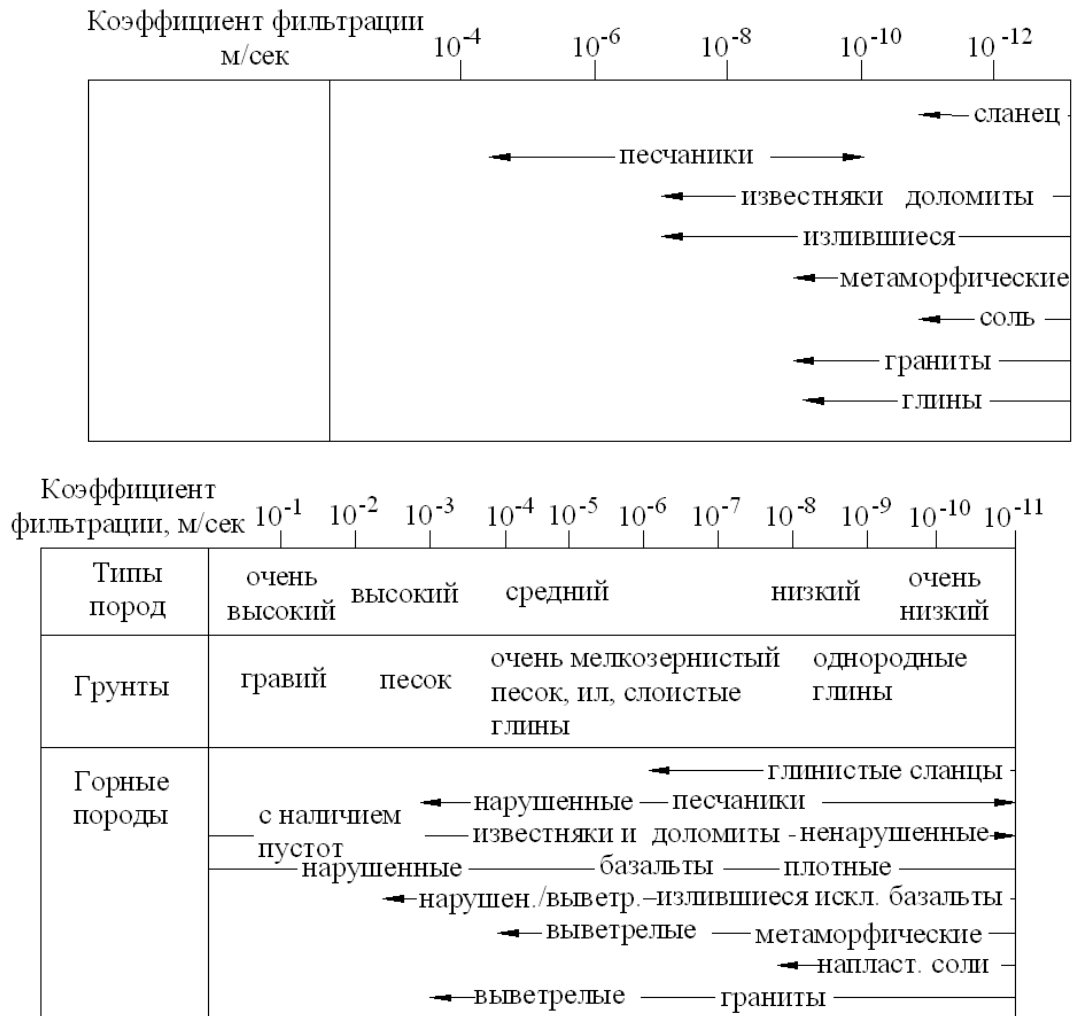 Коэффициент фильтрации
м/сек
10⁻⁴ 10⁻⁶ 10⁻⁸ 10⁻¹⁰ 10⁻¹²
сланец
песчаники
известняки доломиты
излившиеся
метаморфические
соль
граниты
глины
Коэффициент
фильтрации, м/сек
10⁻¹ 10⁻² 10⁻³ 10⁻⁴ 10⁻⁵ 10⁻⁶ 10⁻⁷ 10⁻⁸ 10⁻⁹ 10⁻¹⁰ 10⁻¹¹
Типы
пород
очень
высокий
высокий
средний
низкий
очень
низкий
Грунты
гравий
песок
очень мелкозернистый
песок, ил, слоистые
глины
однородные
глины
Горные
породы
глинистые сланцы
нарушенные песчаники
с наличием
пустот
известняки и доломиты - ненарушенные
нарушенные базальты плотные
нарушен./выветр. излившиеся искл. базальты
выветрелые метаморфические
напласт. соли
выветрелые граниты